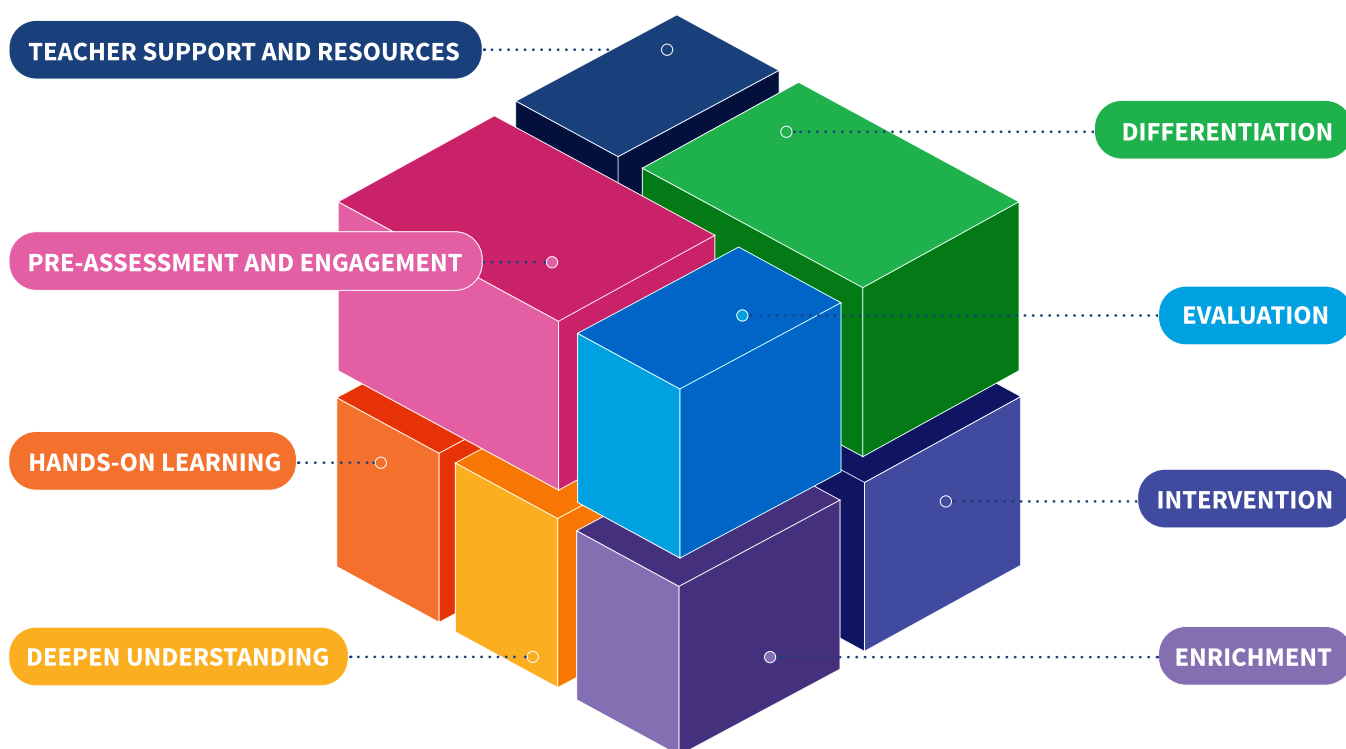 TEACHER SUPPORT AND RESOURCES
DIFFERENTIATION
PRE-ASSESSMENT AND ENGAGEMENT
EVALUATION
HANDS-ON LEARNING
INTERVENTION
DEEPEN UNDERSTANDING
ENRICHMENT